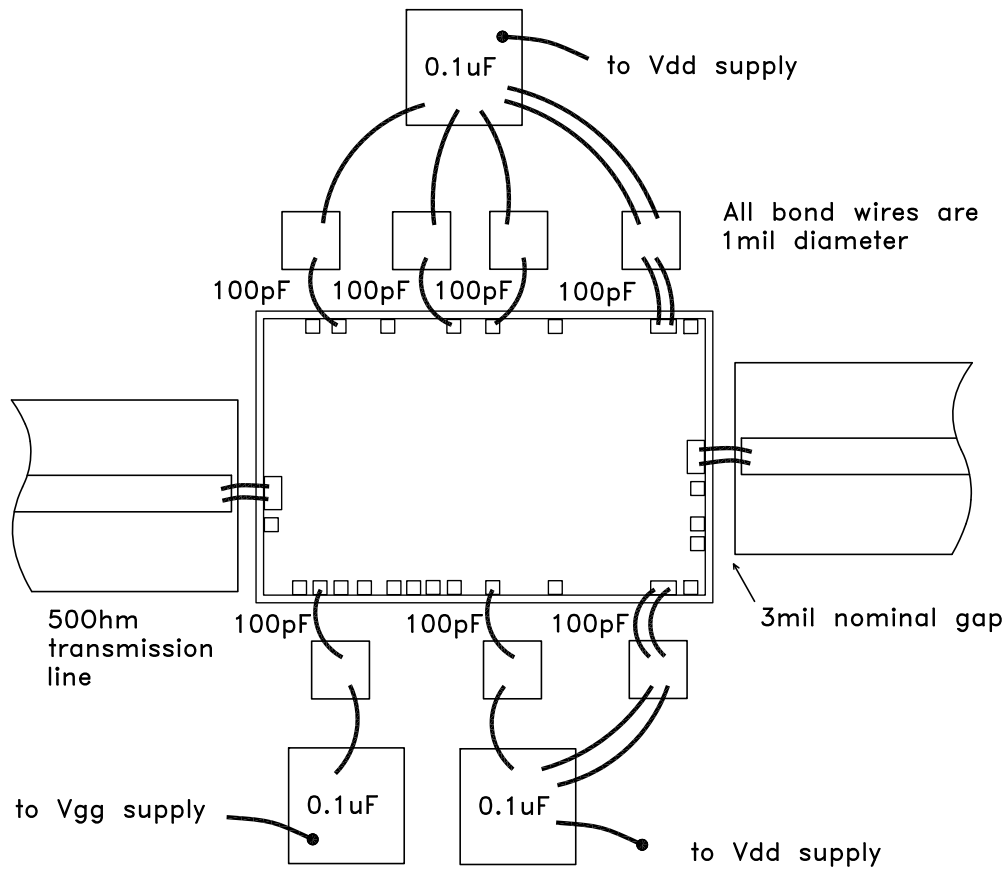 0.1uF
to Vdd supply
All bond wires are
1mil diameter
100pF
100pF
100pF
100pF
50Ohm
transmission
line
100pF
100pF
100pF
3mil nominal gap
to Vgg supply
0.1uF
0.1uF
to Vdd supply